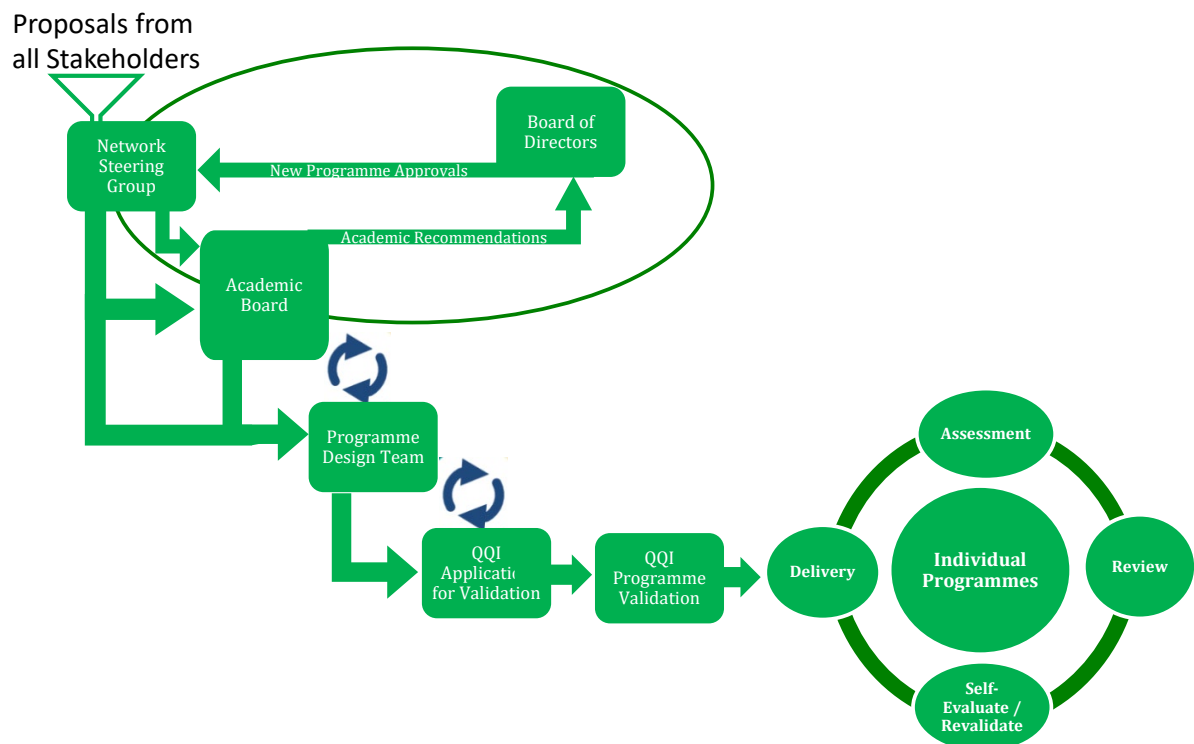 Proposals from
all Stakeholders
Network
Steering
Group
Board of
Directors
New Programme Approvals
Academic Recommendations
Academic
Board
Programme
Design Team
QQI
Applicatio
for Validation
QQI
Programme
Validation
Assessment
Delivery
Individual
Programmes
Review
Self-
Evaluate /
Revalidate